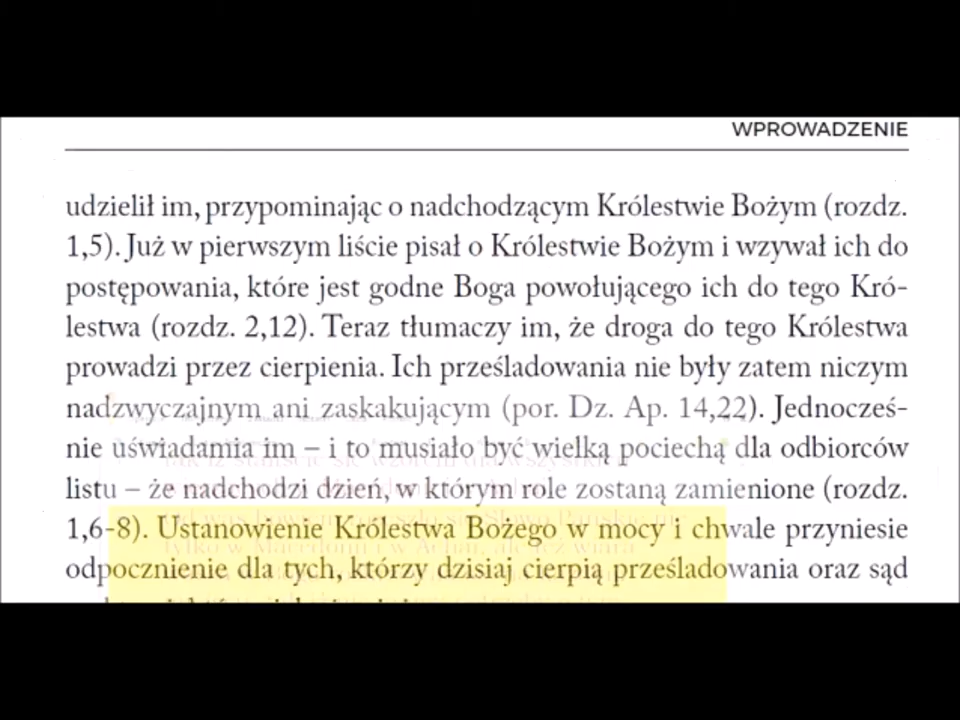 WPROWADZENIE
udzielił im, przypominając o nadchodzącym Królestwie Bożym (rozdz.
1,5). Już w pierwszym liście pisał o Królestwie Bożym i wzywał ich do
postępowania, które jest godne Boga powołującego ich do tego Kró-
lestwa (rozdz. 2,12). Teraz tłumaczy im, że droga do tego Królestwa
prowadzi przez cierpienia. Ich prześladowania nie były zatem niczym
nadzwyczajnym ani zaskakującym (por. Dz. Ap. 14,22). Jednocześ-
nie uświadamia im – i to musiało być wielką pociechą dla odbiorców
listu – że nadchodzi dzień, w którym role zostaną zamienione (rozdz.
1,6-8). Ustanowienie Królestwa Bożego w mocy i chwale przyniesie
odpocznienie dla tych, którzy dzisiaj cierpią prześladowania oraz sąd